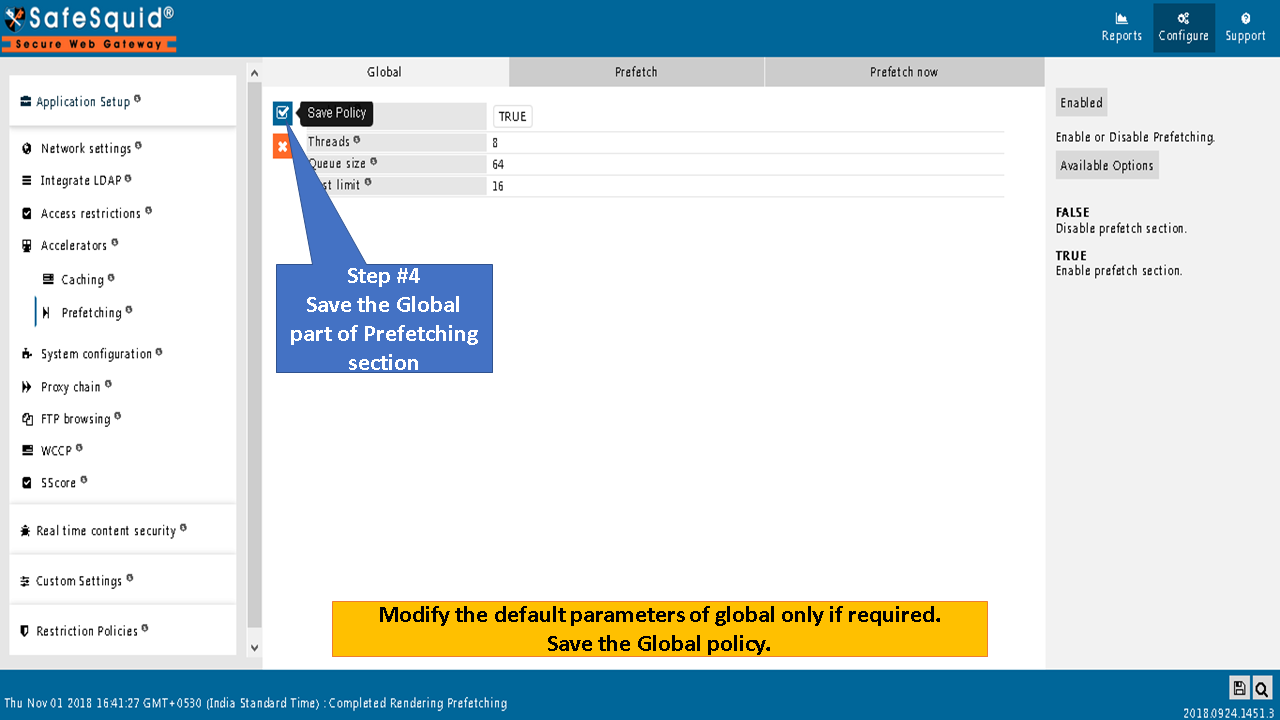 SafeSquid®
Secure Web Gateway
Reports
Configure
Support
Application Setup
Network settings
Integrate LDAP
Access restrictions
Accelerators
Caching
Prefetching
System configuration
Proxy chain
FTP browsing
WCCP
SScore
Real time content security
Custom Settings
Restriction Policies
Global
Prefetch
Prefetch now
Save Policy
TRUE
Threads
8
Queue size
64
limit
16
Step #4
Save the Global
part of Prefetching
section
Modify the default parameters of global only if required.
Save the Global policy.
Enabled
Enable or Disable Prefetching.
Available Options
FALSE
Disable prefetch section.
TRUE
Enable prefetch section.
Thu Nov 01 2018 16:41:27 GMT+0530 (India Standard Time) : Completed Rendering Prefetching
2018.0924.1451.3